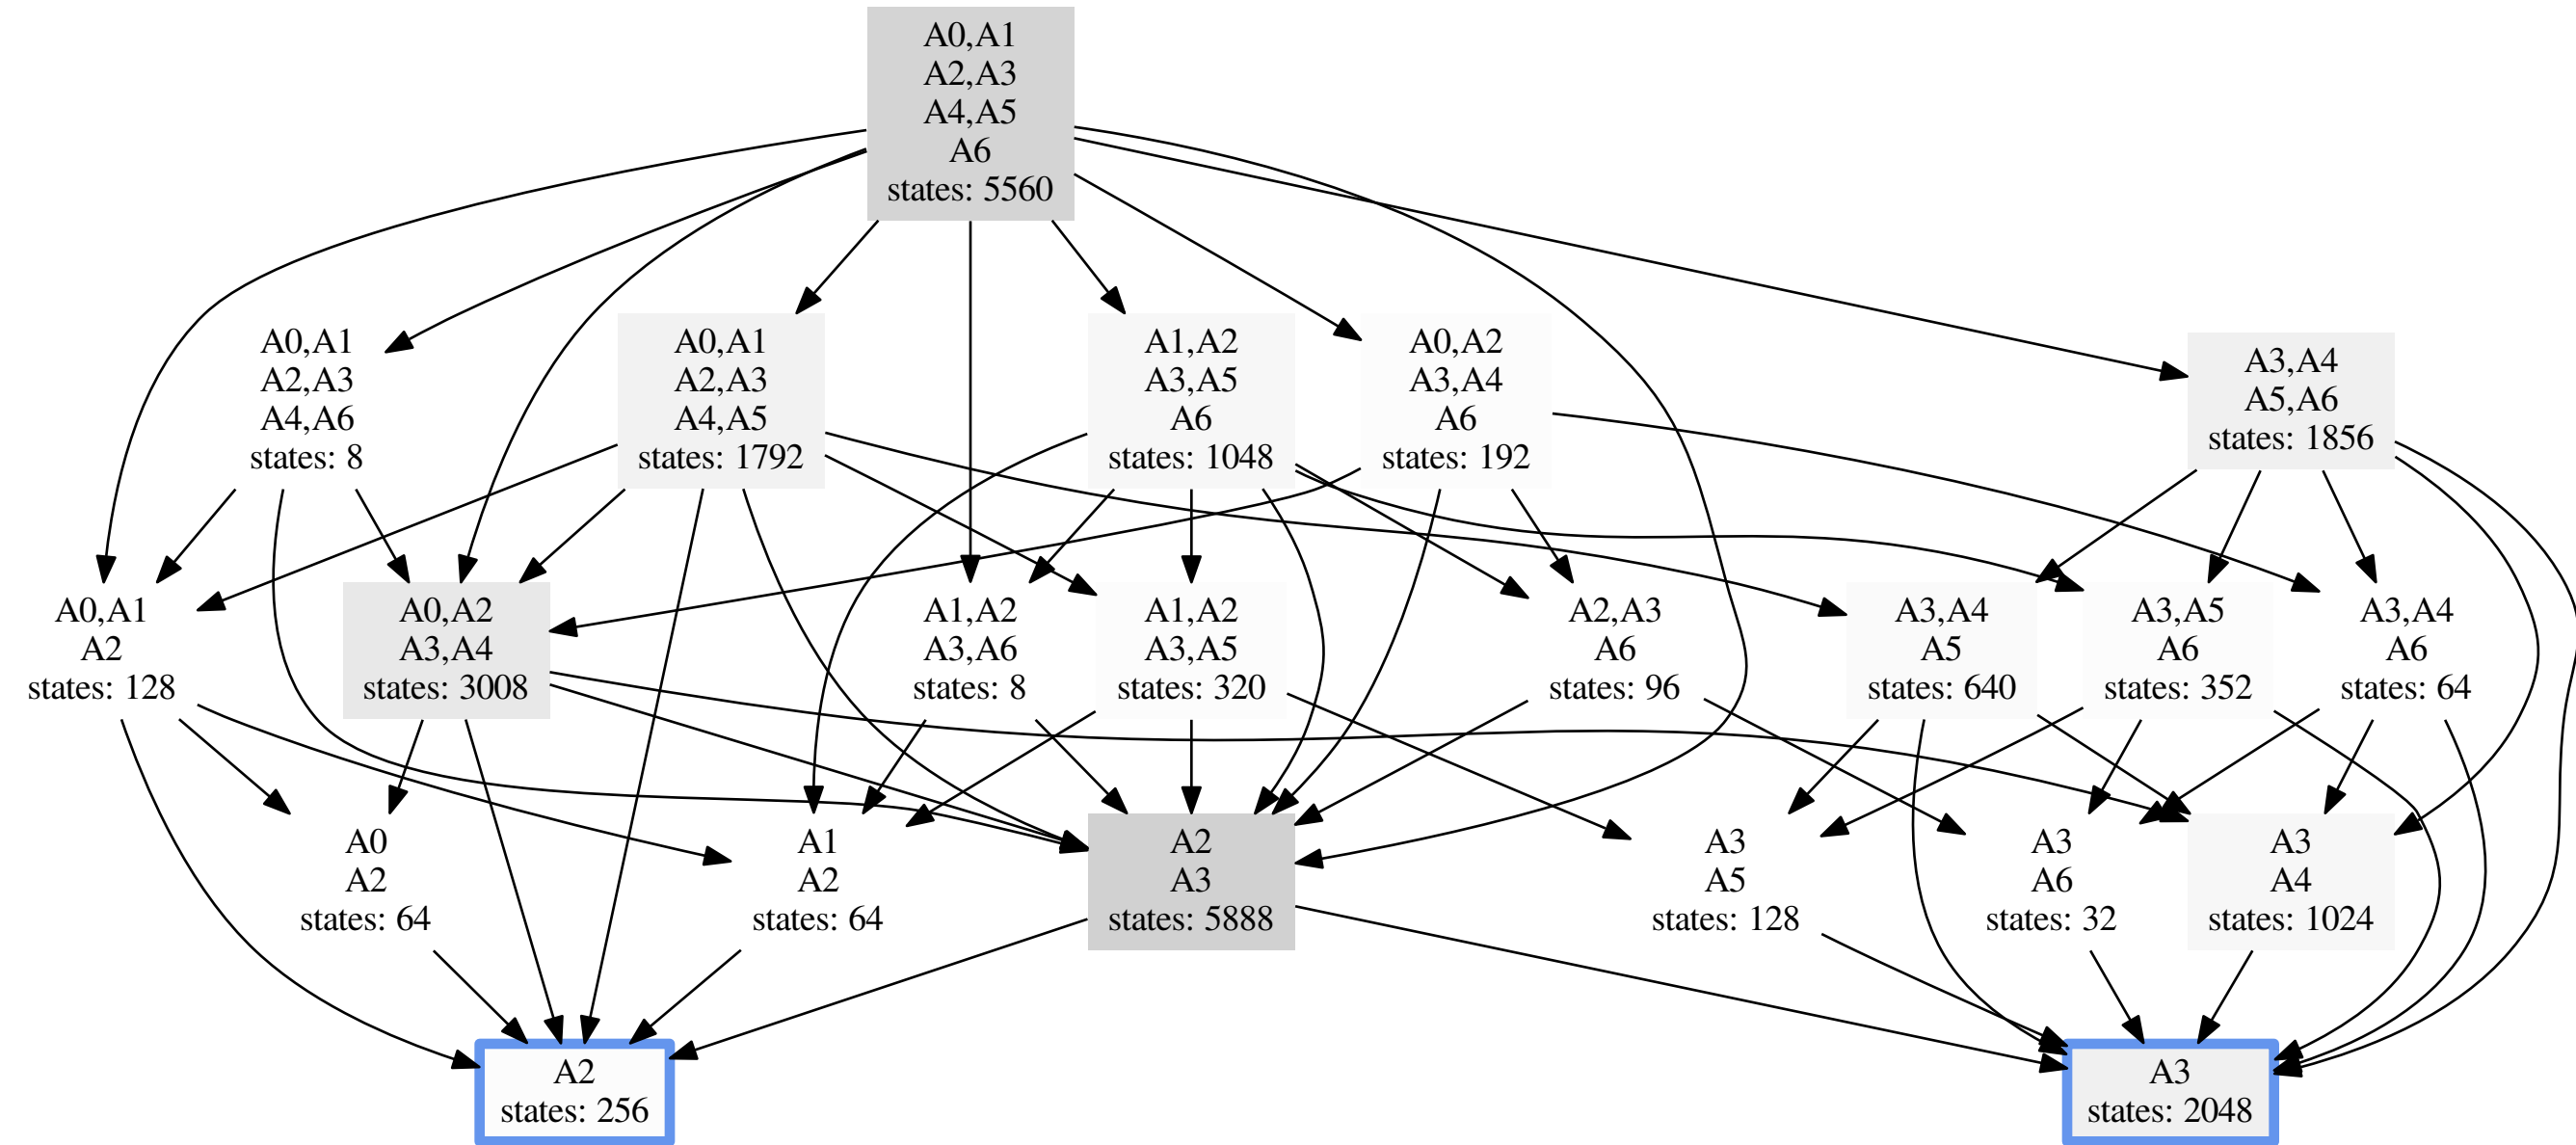 A0,A1
A2,A3
A4,A5
A6
states: 5560
A0,A1
A2,A3
A4,A6
states: 8
A0,A1
A2,A3
A4,A5
states: 1792
A1,A2
A3,A5
A6
states: 1048
A0,A2
A3,A4
A6
states: 192
A3,A4
A5,A6
states: 1856
A0,A1
A2
states: 128
A0,A2
A3,A4
states: 3008
A1,A2
A3,A6
states: 8
A1,A2
A3,A5
states: 320
A2,A3
A6
states: 96
A3,A4
A5
states: 640
A3,A5
A6
states: 352
A3,A4
A6
states: 64
A0
A2
states: 64
A1
A2
states: 64
A2
A3
states: 5888
A3
A5
states: 128
A3
A6
states: 32
A3
A4
states: 1024
A2
states: 256
A3
states: 2048